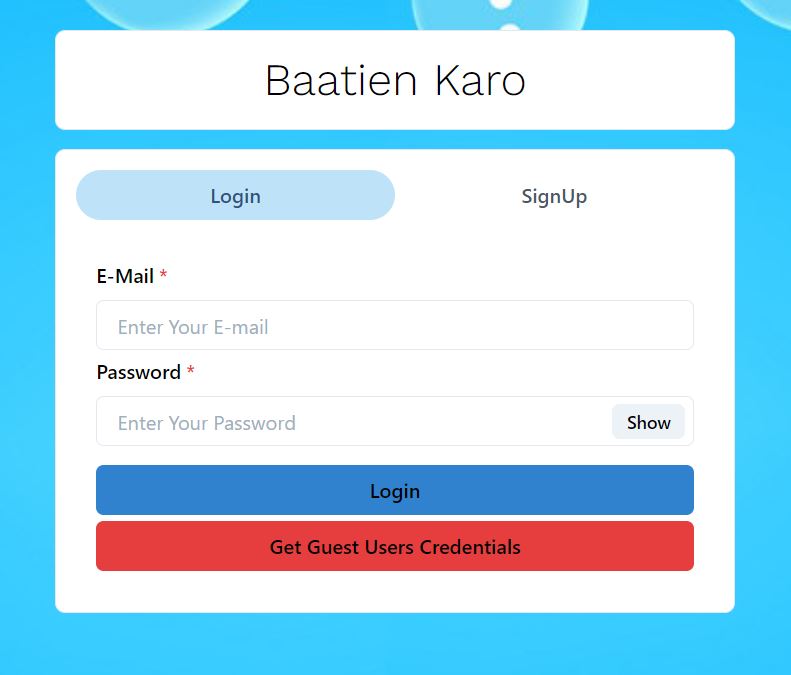 Baatien Karo
Login SignUp
E-Mail *
Enter Your E-mail
Password *
Enter Your Password Show
Login
Get Guest Users Credentials